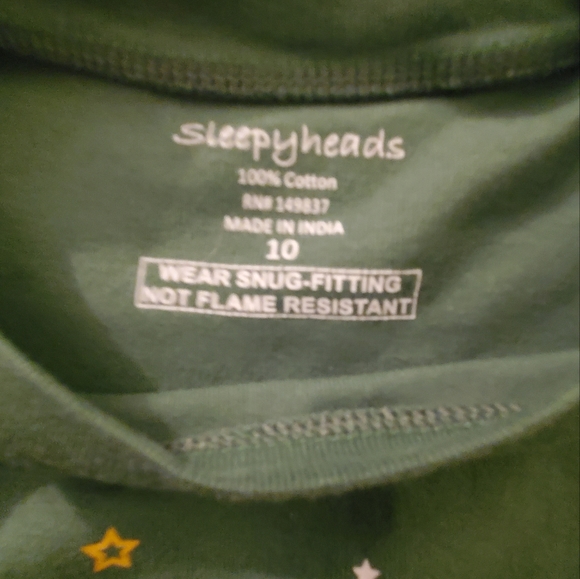 Sleepyheads
100% Cotton
RN# 149837
MADE IN INDIA
10
WEAR SNUG-FITTING
NOT FLAME RESISTANT